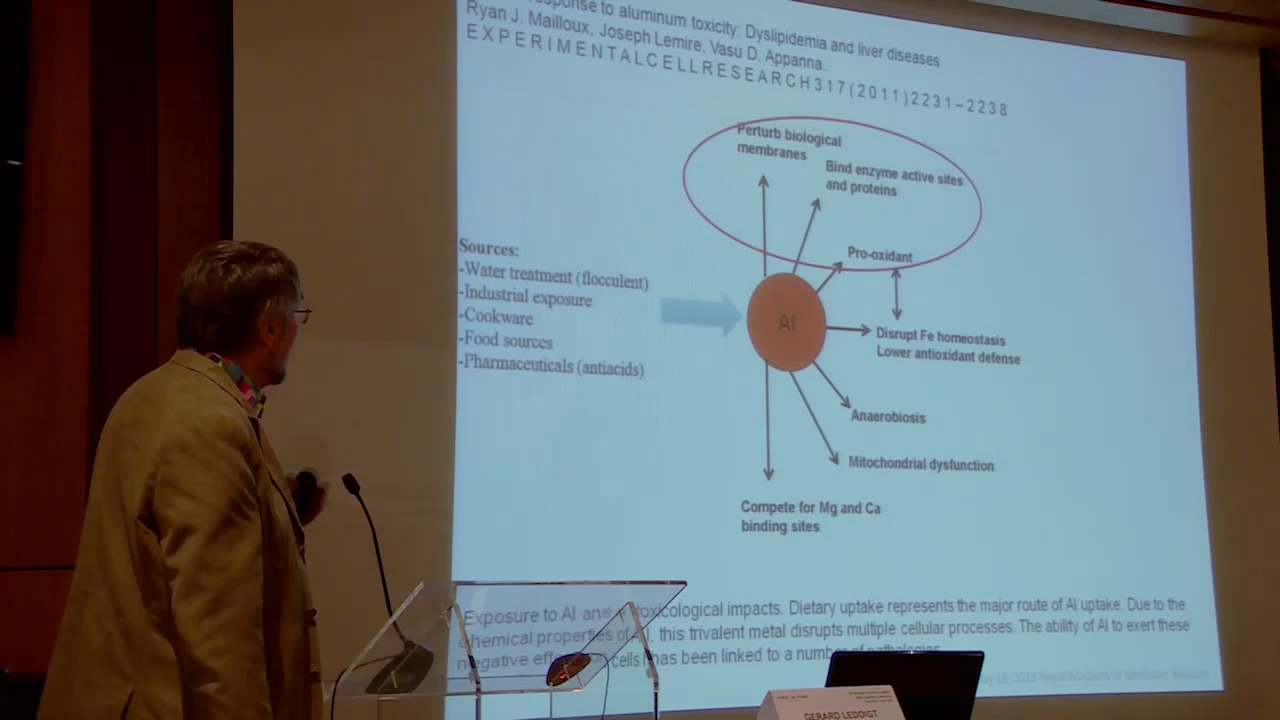 response to aluminum toxicity: Dyslipidemia and liver diseases
Ryan J. Mailloux, Joseph Lemire, Vasu D. Appanna.
E X P E R I M E N T A L C E L L R E S E A R C H 3 1 7 ( 2 0 1 1 ) 2 2 3 1 – 2 2 3 8
Perturb biological
membranes
Bind enzyme active sites
and proteins
Pro-oxidant
Sources:
-Water treatment (flocculent)
-Industrial exposure
-Cookware
-Food sources
-Pharmaceuticals (antiacids)
Al
Disrupt Fe homeostasis
Lower antioxidant defense
Anaerobiosis
Mitochondrial dysfunction
Compete for Mg and Ca
binding sites
Exposure to Al and toxicological impacts. Dietary uptake represents the major route of Al uptake. Due to the
chemical properties of Al, this trivalent metal disrupts multiple cellular processes. The ability of Al to exert these
negative effects on cells has been linked to a number of pathologies.
Royal Academy of Medicine, Belgium
GERARD LEDOIGT